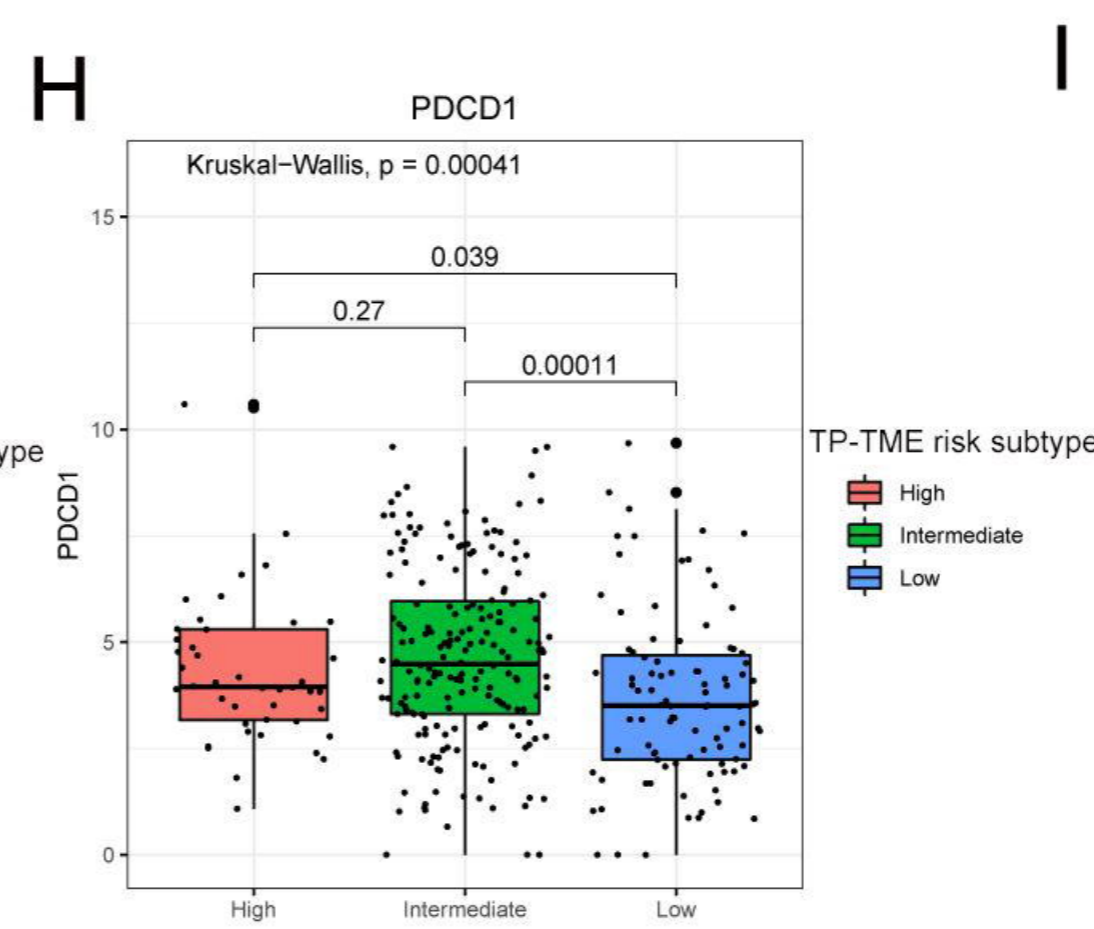 H
I
PDCD1
Kruskal−Wallis, p = 0.00041
15
0.039
0.27
0.00011
10
ype
TP-TME risk subtype
PDCD1
High
Intermediate
Low
5
0
High Intermediate Low